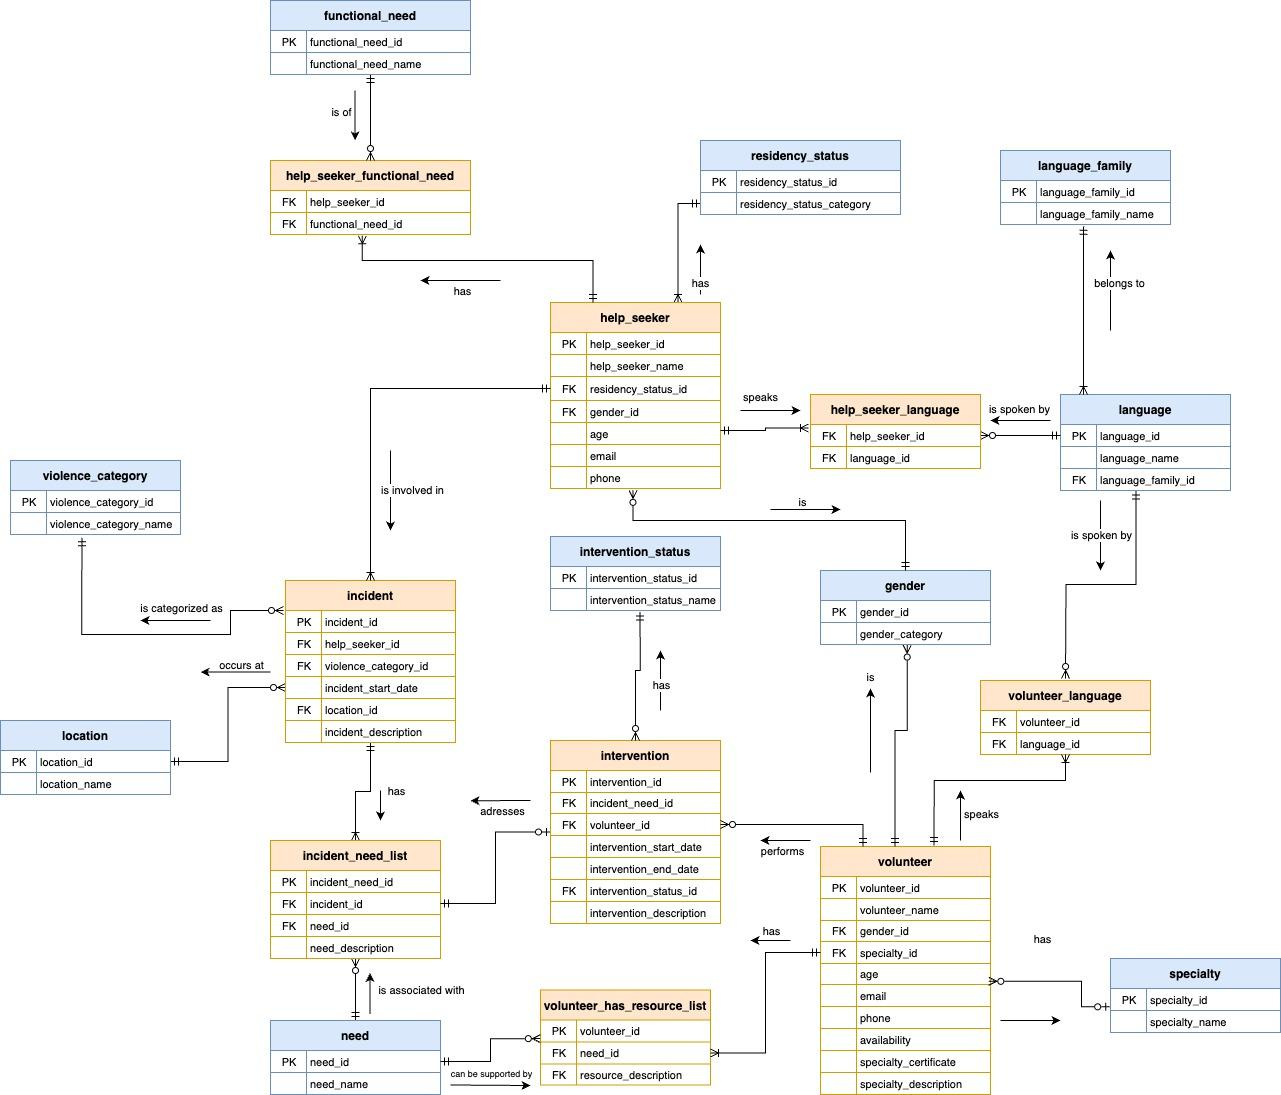 functional_need
PK functional_need_id
functional_need_name
is of
help_seeker_functional_need
FK help_seeker_id
FK functional_need_id
has
residency_status
PK residency_status_id
residency_status_category
has
language_family
PK language_family_id
language_family_name
belongs to
help_seeker
PK help_seeker_id
help_seeker_name
FK residency_status_id
FK gender_id
age
email
phone
speaks
help_seeker_language
FK help_seeker_id
FK language_id
is spoken by
language
PK language_id
language_name
FK language_family_id
is spoken by
is involved in
is
violence_category
PK violence_category_id
violence_category_name
is categorized as
intervention_status
PK intervention_status_id
intervention_status_name
has
gender
PK gender_id
gender_category
is
incident
PK incident_id
FK help_seeker_id
FK violence_category_id
incident_start_date
FK location_id
incident_description
occurs at
location
PK location_id
location_name
has
volunteer_language
FK volunteer_id
FK language_id
speaks
intervention
PK intervention_id
FK incident_need_id
FK volunteer_id
intervention_start_date
intervention_end_date
FK intervention_status_id
intervention_description
adresses
performs
incident_need_list
PK incident_need_id
FK incident_id
FK need_id
need_description
is associated with
volunteer
PK volunteer_id
volunteer_name
FK gender_id
FK specialty_id
age
email
phone
availability
specialty_certificate
specialty_description
has
has
specialty
PK specialty_id
specialty_name
need
PK need_id
need_name
can be supported by
volunteer_has_resource_list
PK volunteer_id
FK need_id
FK resource_description